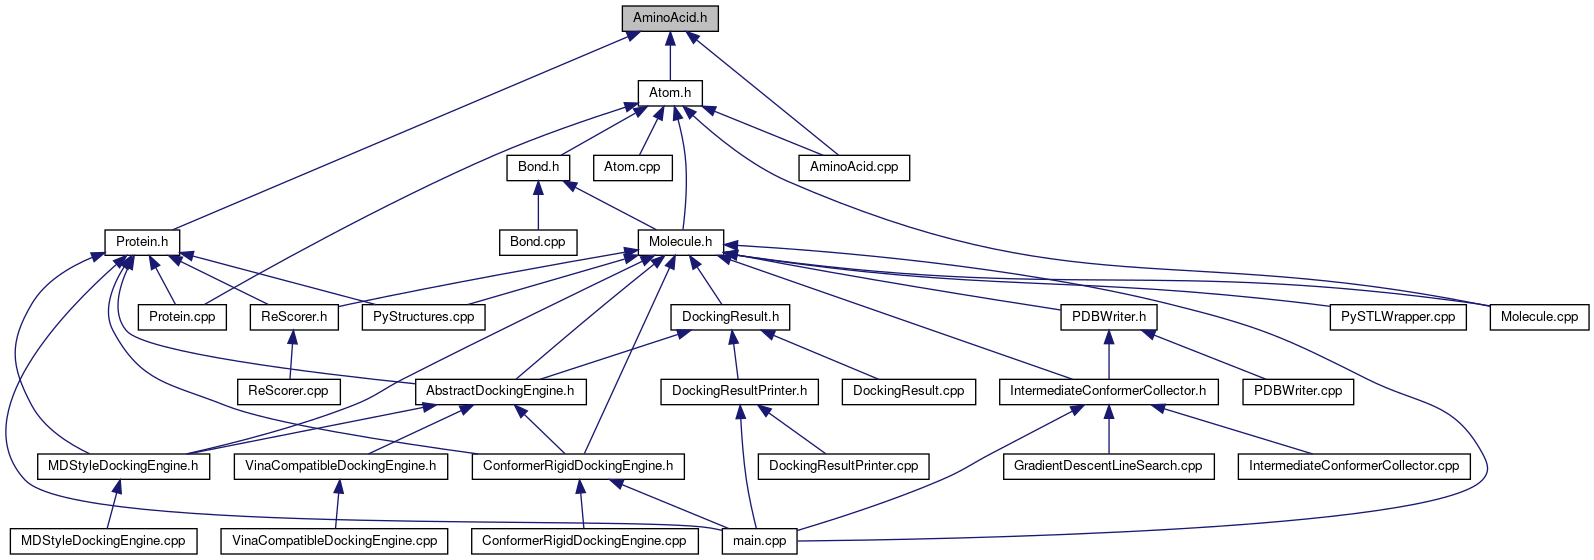 AminoAcid.h
Atom.h
Bond.h
Atom.cpp
AminoAcid.cpp
Protein.h
Bond.cpp
Molecule.h
Protein.cpp
ReScorer.h
PyStructures.cpp
DockingResult.h
PDBWriter.h
PySTLWrapper.cpp
Molecule.cpp
ReScorer.cpp
AbstractDockingEngine.h
DockingResultPrinter.h
DockingResult.cpp
IntermediateConformerCollector.h
PDBWriter.cpp
MDStyleDockingEngine.h
VinaCompatibleDockingEngine.h
ConformerRigidDockingEngine.h
DockingResultPrinter.cpp
GradientDescentLineSearch.cpp
IntermediateConformerCollector.cpp
MDStyleDockingEngine.cpp
VinaCompatibleDockingEngine.cpp
ConformerRigidDockingEngine.cpp
main.cpp